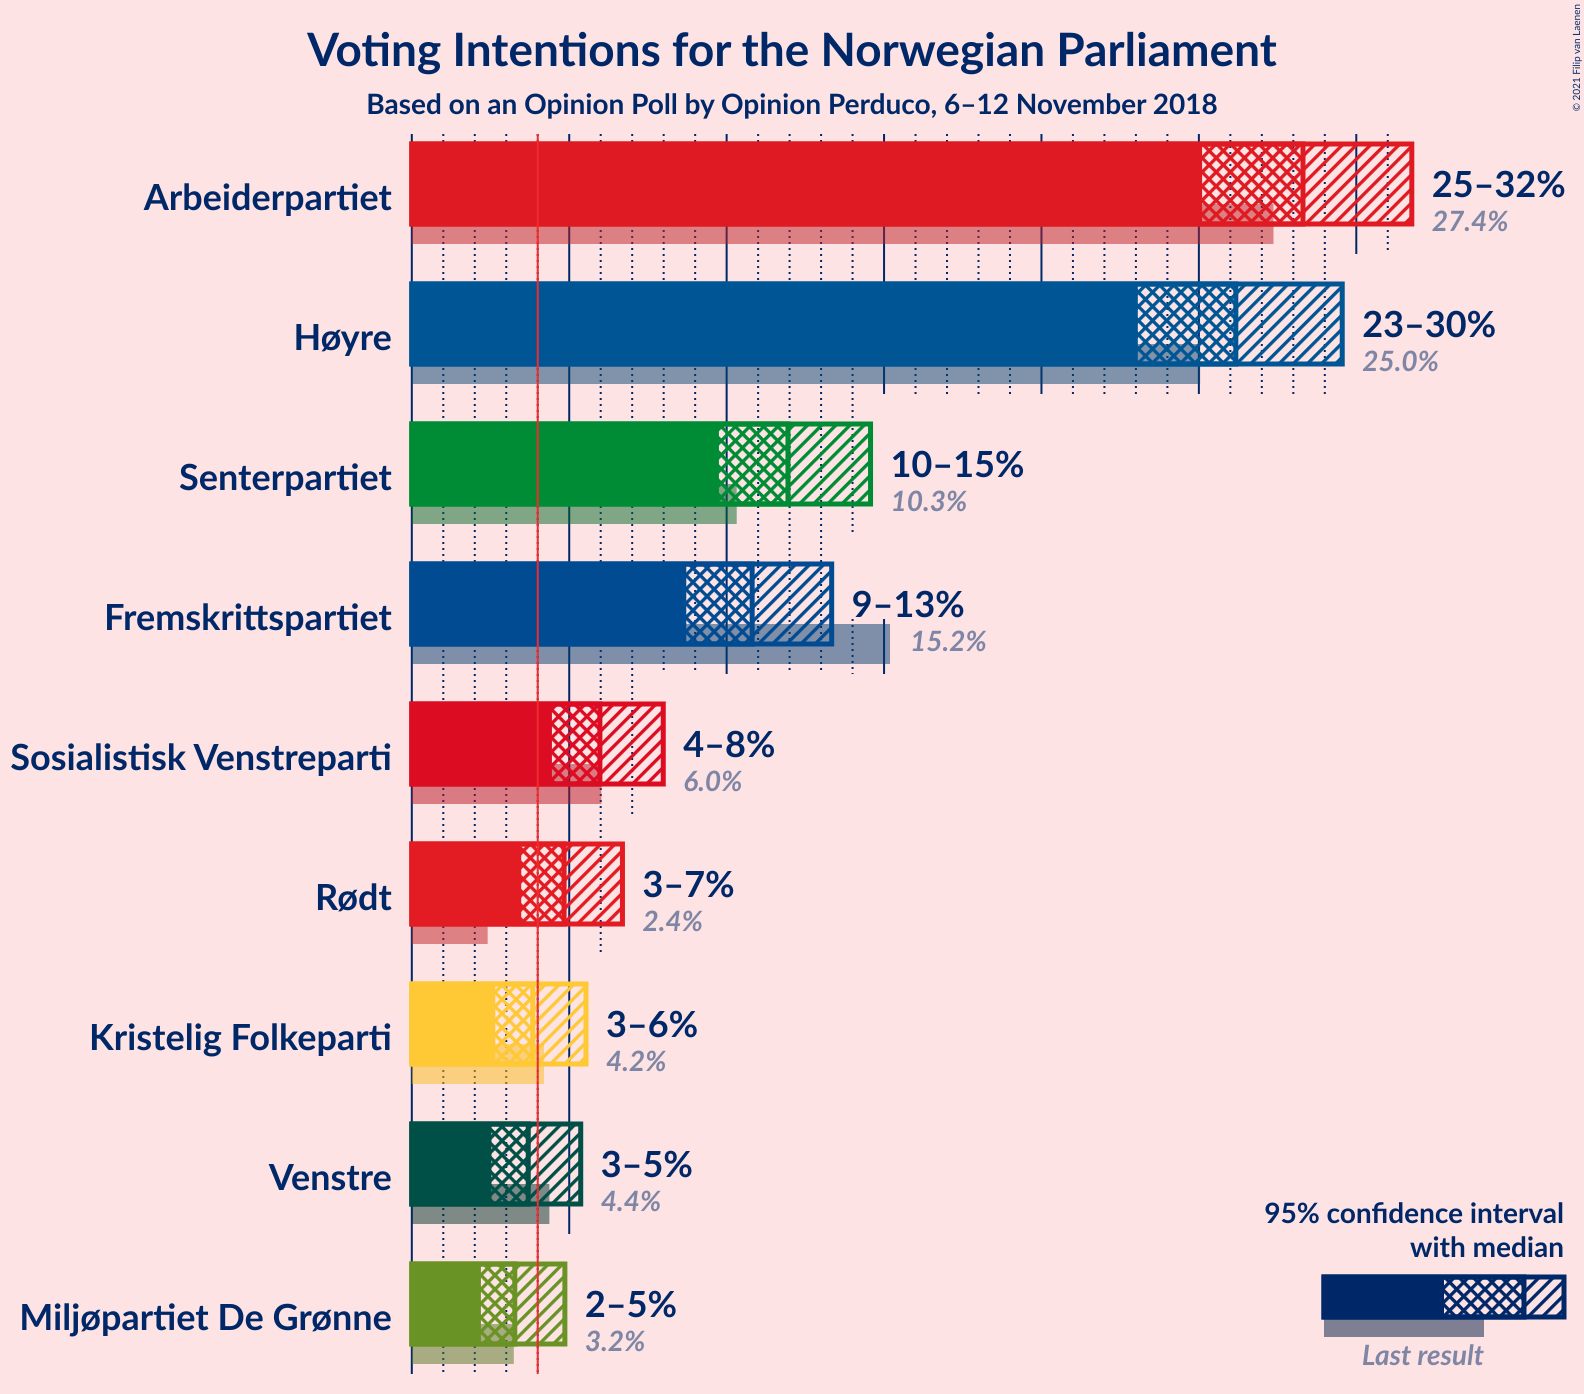 Voting Intentions for the Norwegian Parliament
Based on an Opinion Poll by Opinion Perduco, 6–12 November 2018
© 2021 Filip van Laenen
Arbeiderpartiet
25–32%
27.4%
Høyre
23–30%
25.0%
Senterpartiet
10–15%
10.3%
Fremskrittspartiet
9–13%
15.2%
Sosialistisk Venstreparti
4–8%
6.0%
Rødt
3–7%
2.4%
Kristelig Folkeparti
3–6%
4.2%
Venstre
3–5%
4.4%
Miljøpartiet De Grønne
2–5%
3.2%
95% confidence interval
with median
Last result